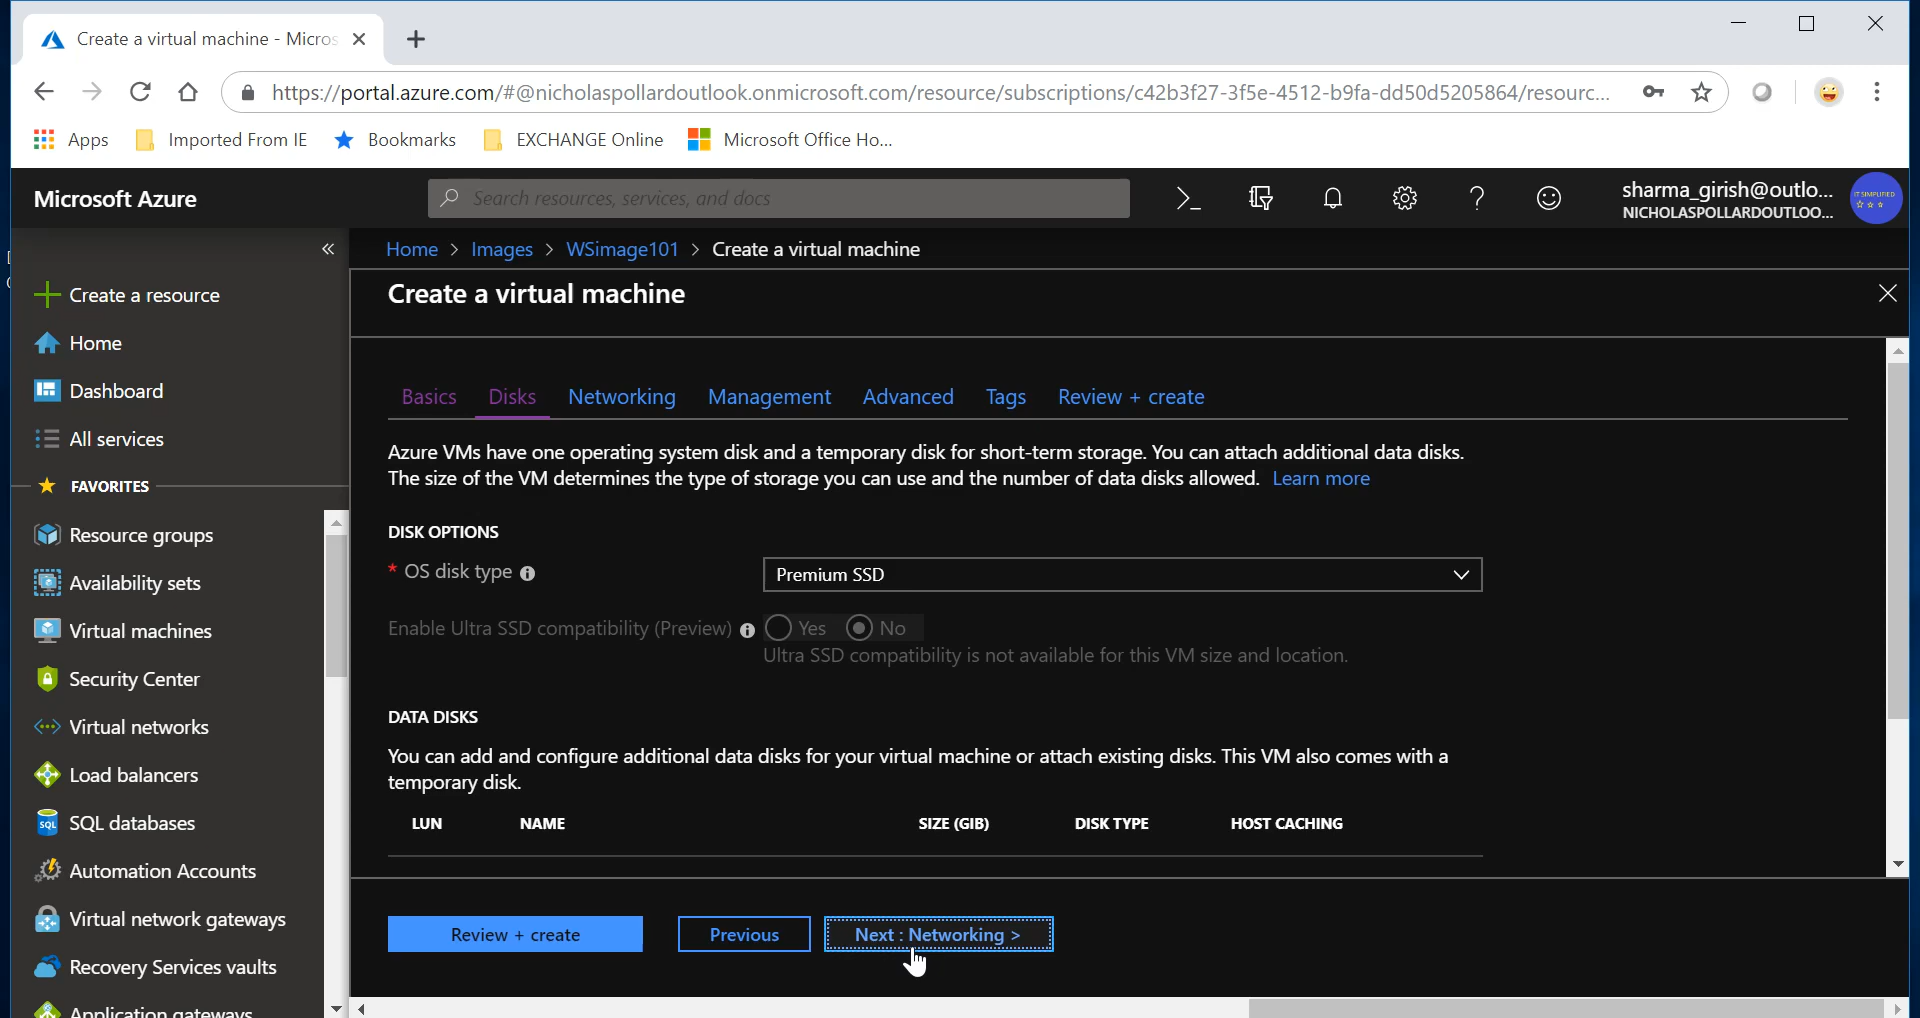 Create a virtual machine - Micros
https://portal.azure.com/#@nicholaspollardoutlook.onmicrosoft.com/resource/subscriptions/c42b3f27-3f5e-4512-b9fa-dd50d5205864/resourc...
Apps Imported From IE Bookmarks EXCHANGE Online Microsoft Office Ho...
Microsoft Azure
Search resources, services, and docs
sharma_girish@outlo...
NICHOLASPOLLARDOUTLOO...
IT SIMPLIFIED
Home > Images > WSimage101 > Create a virtual machine
Create a resource
Home
Dashboard
All services
FAVORITES
Resource groups
Availability sets
Virtual machines
Security Center
Virtual networks
Load balancers
SQL databases
SQL
Automation Accounts
Virtual network gateways
Recovery Services vaults
Application gateways
Create a virtual machine
Basics Disks Networking Management Advanced Tags Review + create
Azure VMs have one operating system disk and a temporary disk for short-term storage. You can attach additional data disks.
The size of the VM determines the type of storage you can use and the number of data disks allowed. Learn more
DISK OPTIONS
* OS disk type
Premium SSD
Enable Ultra SSD compatibility (Preview) Yes No
Ultra SSD compatibility is not available for this VM size and location.
DATA DISKS
You can add and configure additional data disks for your virtual machine or attach existing disks. This VM also comes with a
temporary disk.
LUN NAME SIZE (GIB) DISK TYPE HOST CACHING
Review + create Previous Next : Networking >